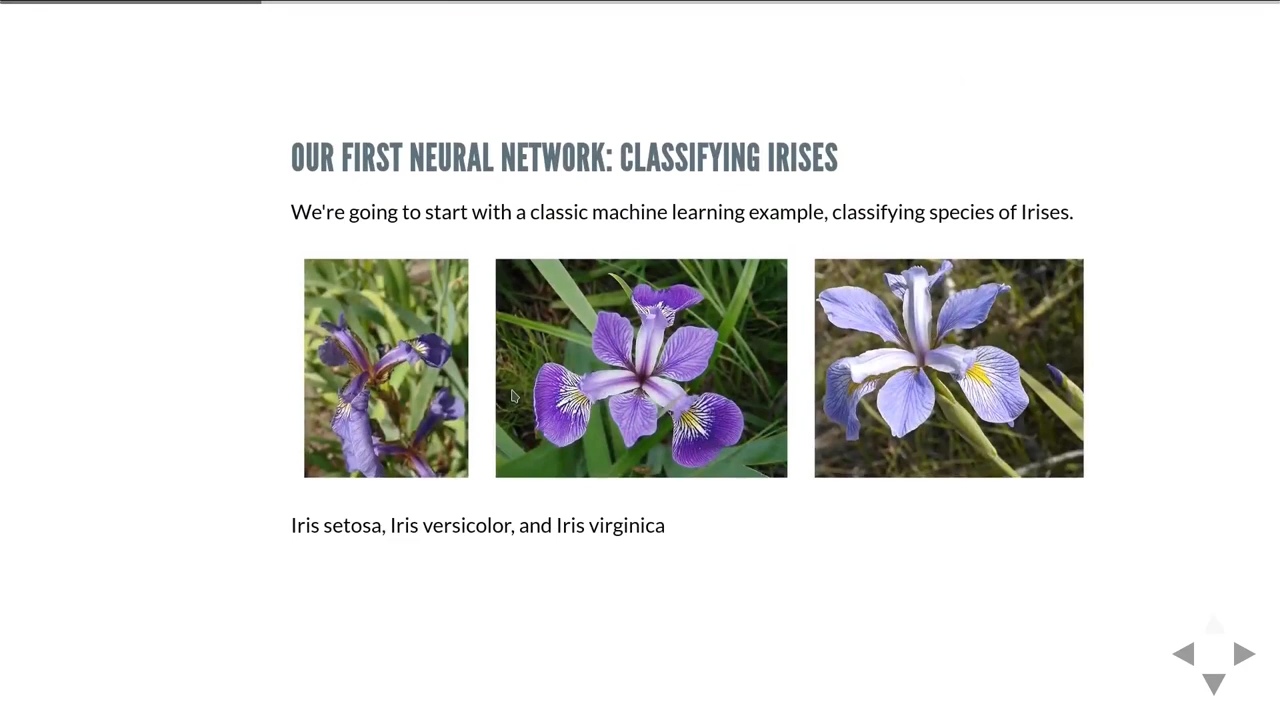 OUR FIRST NEURAL NETWORK: CLASSIFYING IRISES
We're going to start with a classic machine learning example, classifying species of Irises.
Iris setosa, Iris versicolor, and Iris virginica